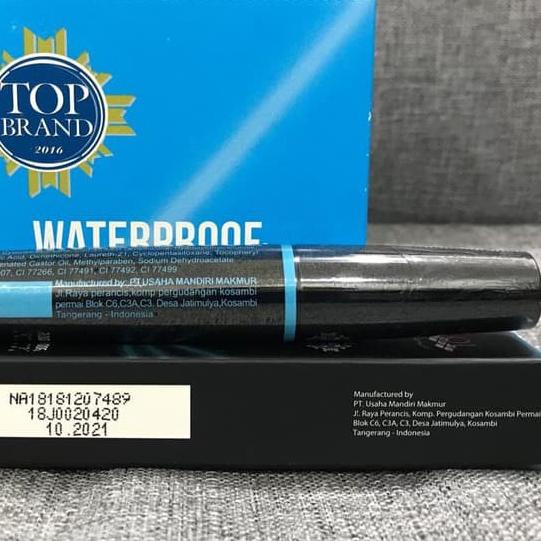 TOP
BRAND
2016
WATERPROOF
Acid, Dimethicone, Laureth-21, Cyclopentasiloxane, Tocopheryl
enated Castor Oil, Methylparaben, Sodium Dehydroacetate
07, CI 77266, CI 77491, CI 77492, CI 77499
Manufactured by: PT.USAHA MANDIRI MAKMUR
Jl.Raya perancis,komp pergudangan kosambi
permai Blok C6,C3A,C3. Desa Jatimulya,Kosambi
Tangerang - Indonesia
NA18181207489
18J0020420
10.2021
Manufactured by
PT. Usaha Mandiri Makmur
Jl. Raya Perancis, Komp. Pergudangan Kosambi Permai
Blok C6, C3A, C3, Desa Jatimulya, Kosambi
Tangerang - Indonesia